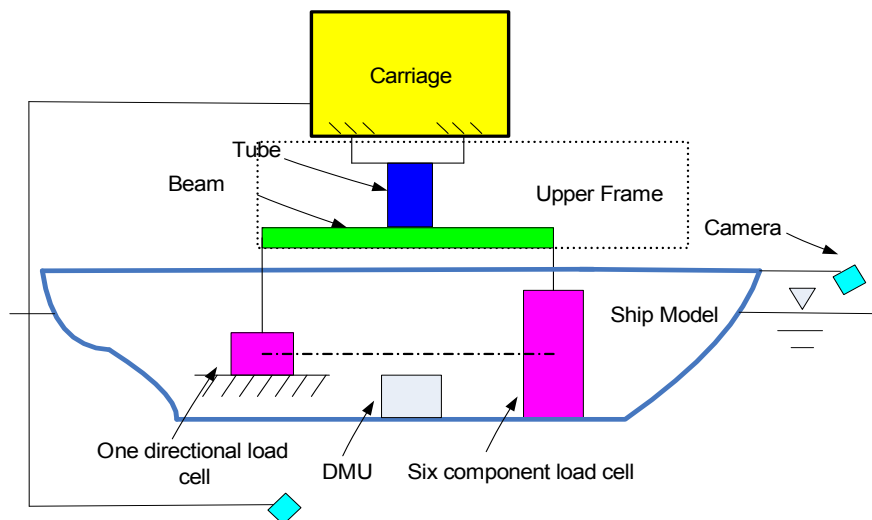 Carriage
Tube
Beam
Upper Frame
Camera
Ship Model
One directional load
cell
DMU
Six component load cell